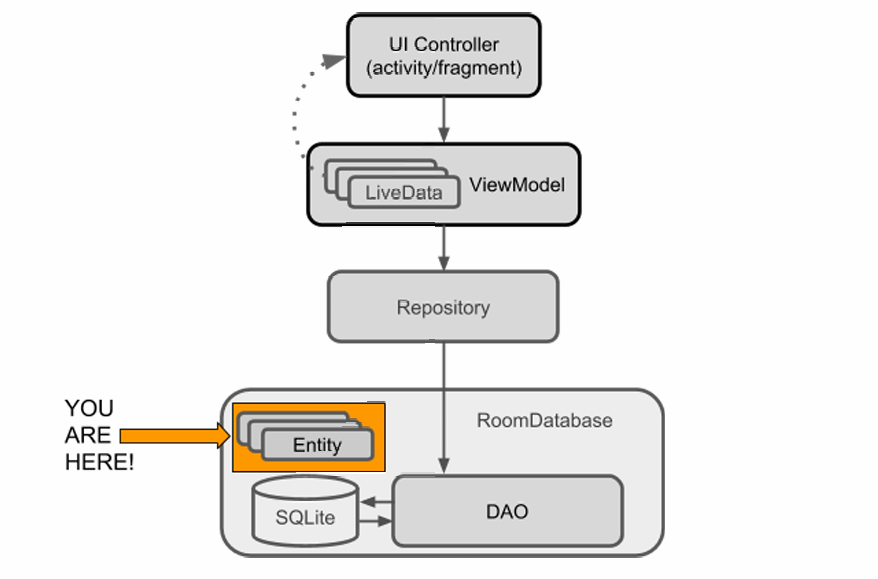 UI Controller
(activity/fragment)
LiveData
ViewModel
Repository
YOU
ARE
HERE!
Entity
RoomDatabase
SQLite
DAO